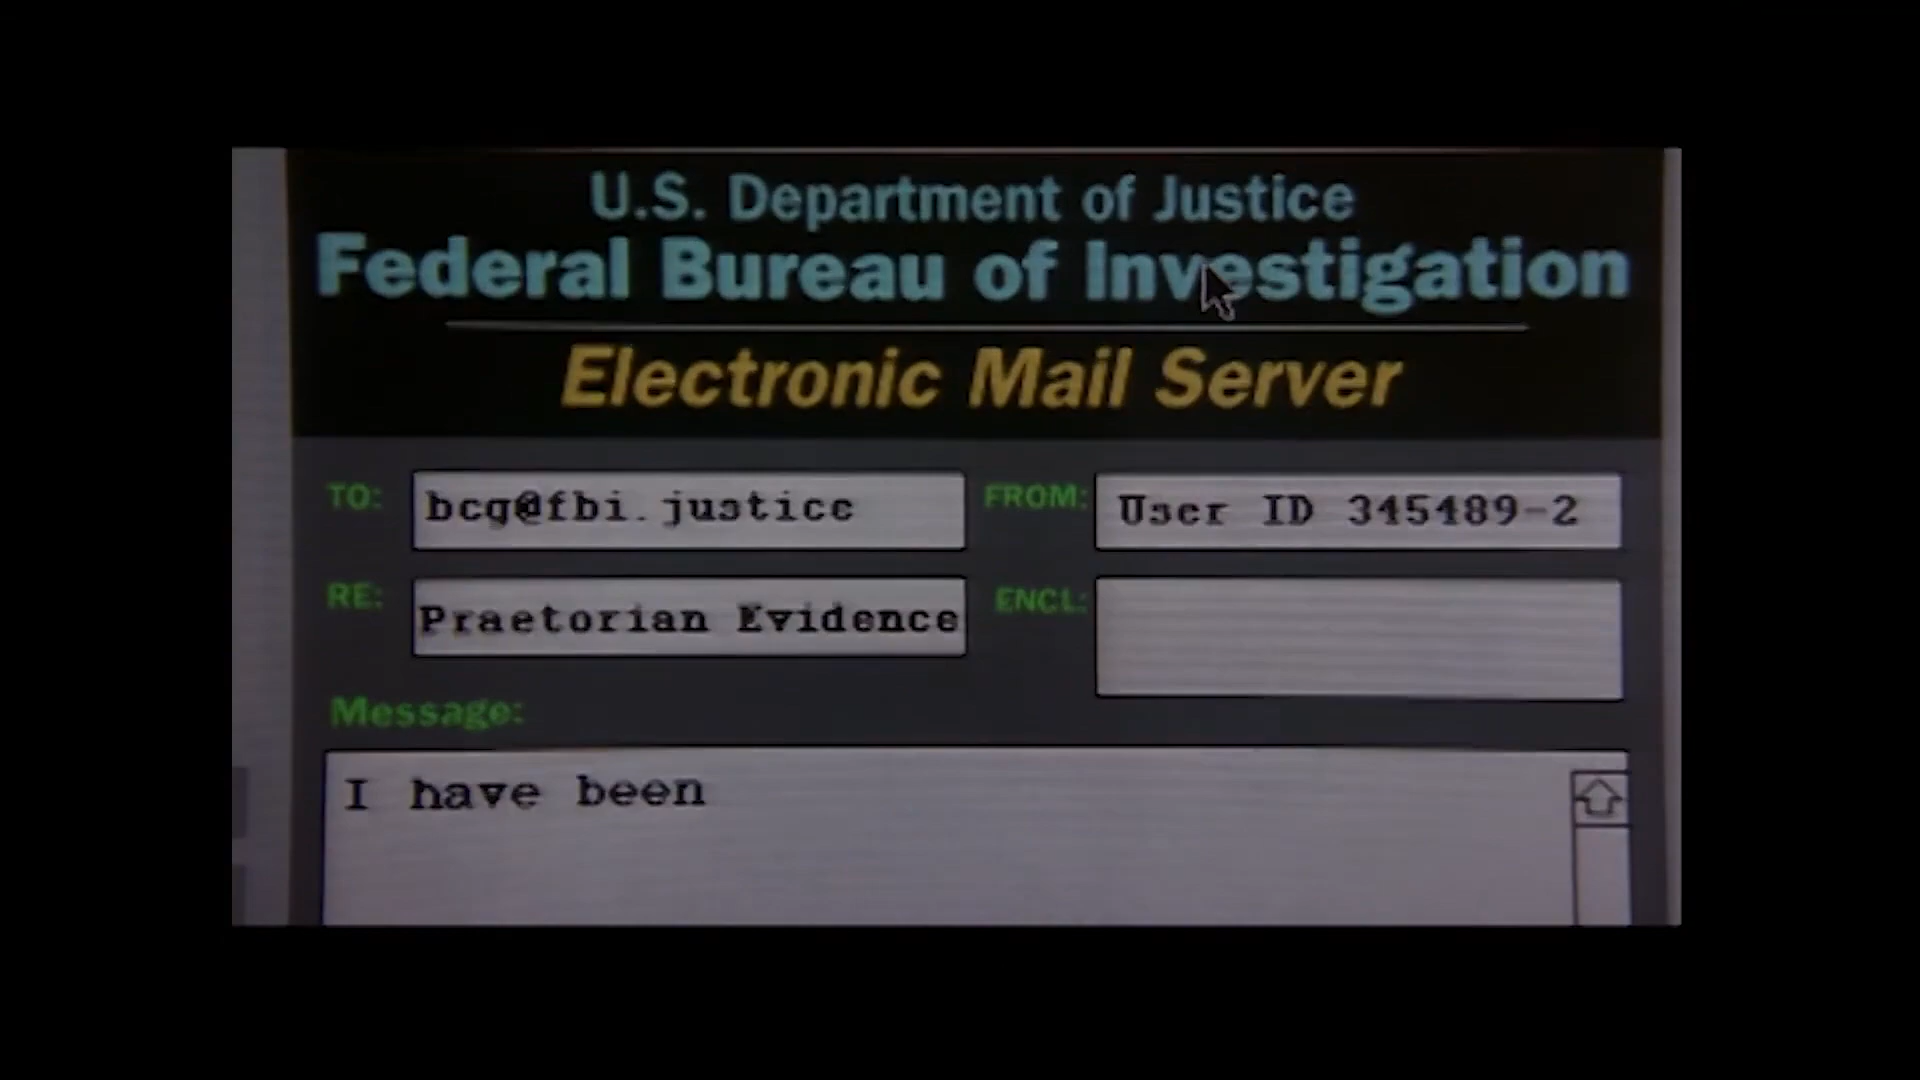 U.S. Department of Justice
Federal Bureau of Investigation
Electronic Mail Server
TO: bcg@fbi.justice FROM: User ID 345489-2
RE: Praetorian Evidence ENCL:
Message:
I have been